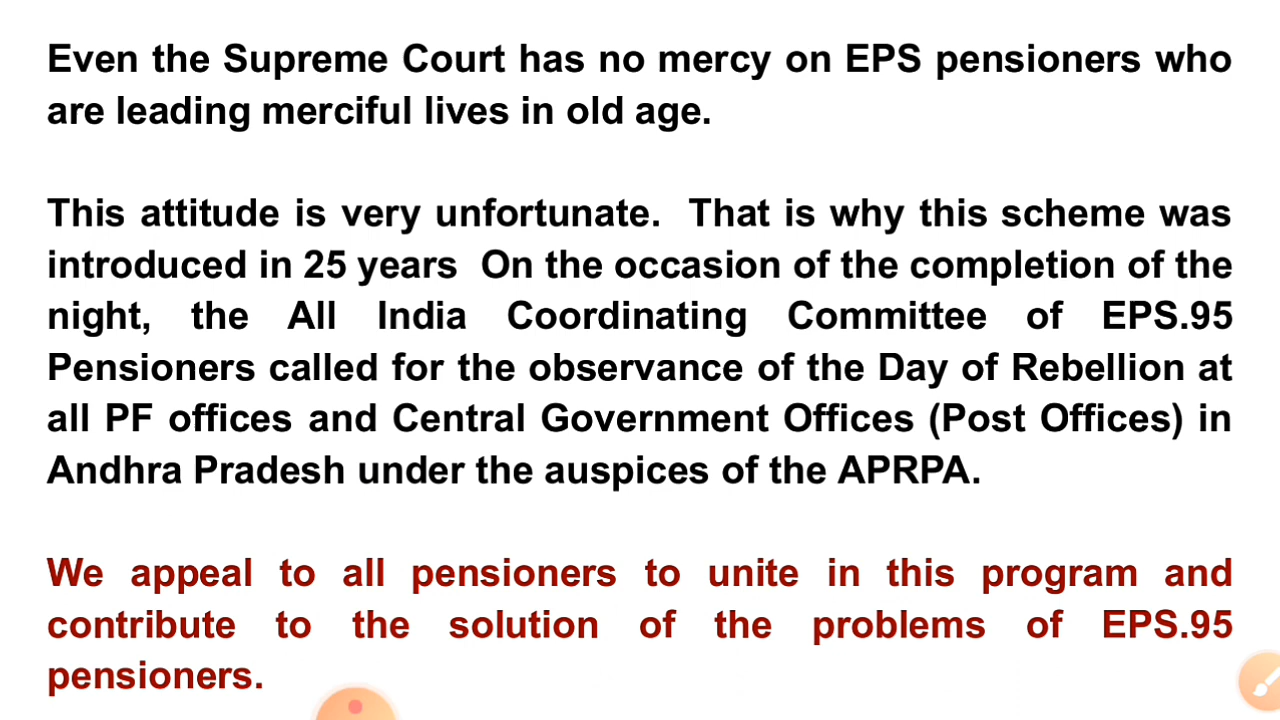 Even the Supreme Court has no mercy on EPS pensioners who
are leading merciful lives in old age.
This attitude is very unfortunate. That is why this scheme was
introduced in 25 years On the occasion of the completion of the
night, the All India Coordinating Committee of EPS.95
Pensioners called for the observance of the Day of Rebellion at
all PF offices and Central Government Offices (Post Offices) in
Andhra Pradesh under the auspices of the APRPA.
We appeal to all pensioners to unite in this program and
contribute to the solution of the problems of EPS.95
pensioners.